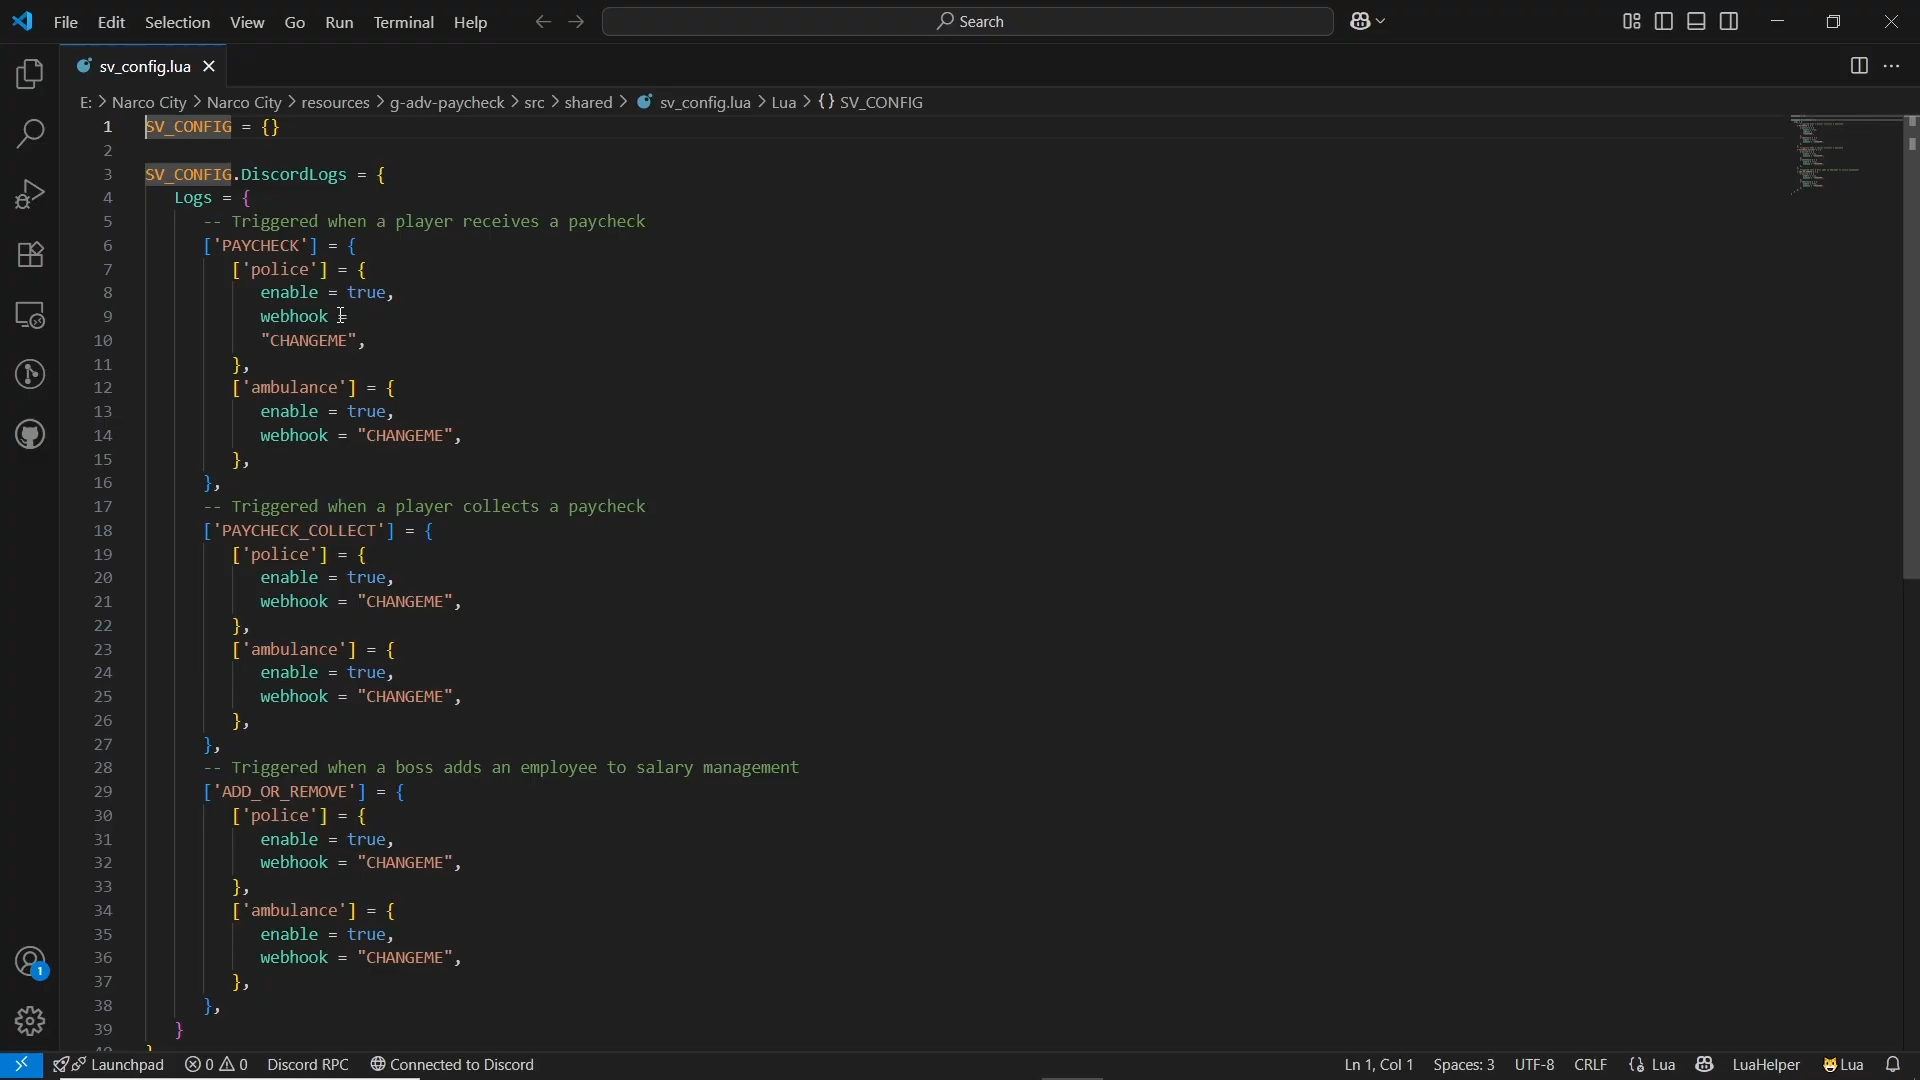 File Edit Selection View Go Run Terminal Help
Search
sv_config.lua
E: > Narco City > Narco City > resources > g-adv-paycheck > src > shared > sv_config.lua > Lua > {} SV_CONFIG
1 SV_CONFIG = {}
2
3 SV_CONFIG.DiscordLogs = {
4 Logs = {
5 -- Triggered when a player receives a paycheck
6 ['PAYCHECK'] = {
7 ['police'] = {
8 enable = true,
9 webhook =
10 "CHANGEME",
11 },
12 ['ambulance'] = {
13 enable = true,
14 webhook = "CHANGEME",
15 },
16 },
17 -- Triggered when a player collects a paycheck
18 ['PAYCHECK_COLLECT'] = {
19 ['police'] = {
20 enable = true,
21 webhook = "CHANGEME",
22 },
23 ['ambulance'] = {
24 enable = true,
25 webhook = "CHANGEME",
26 },
27 },
28 -- Triggered when a boss adds an employee to salary management
29 ['ADD_OR_REMOVE'] = {
30 ['police'] = {
31 enable = true,
32 webhook = "CHANGEME",
33 },
34 ['ambulance'] = {
35 enable = true,
36 webhook = "CHANGEME",
37 },
38 },
39 }
1
Launchpad 0 0 Discord RPC Connected to Discord Ln 1, Col 1 Spaces: 3 UTF-8 CRLF {} Lua LuaHelper Lua